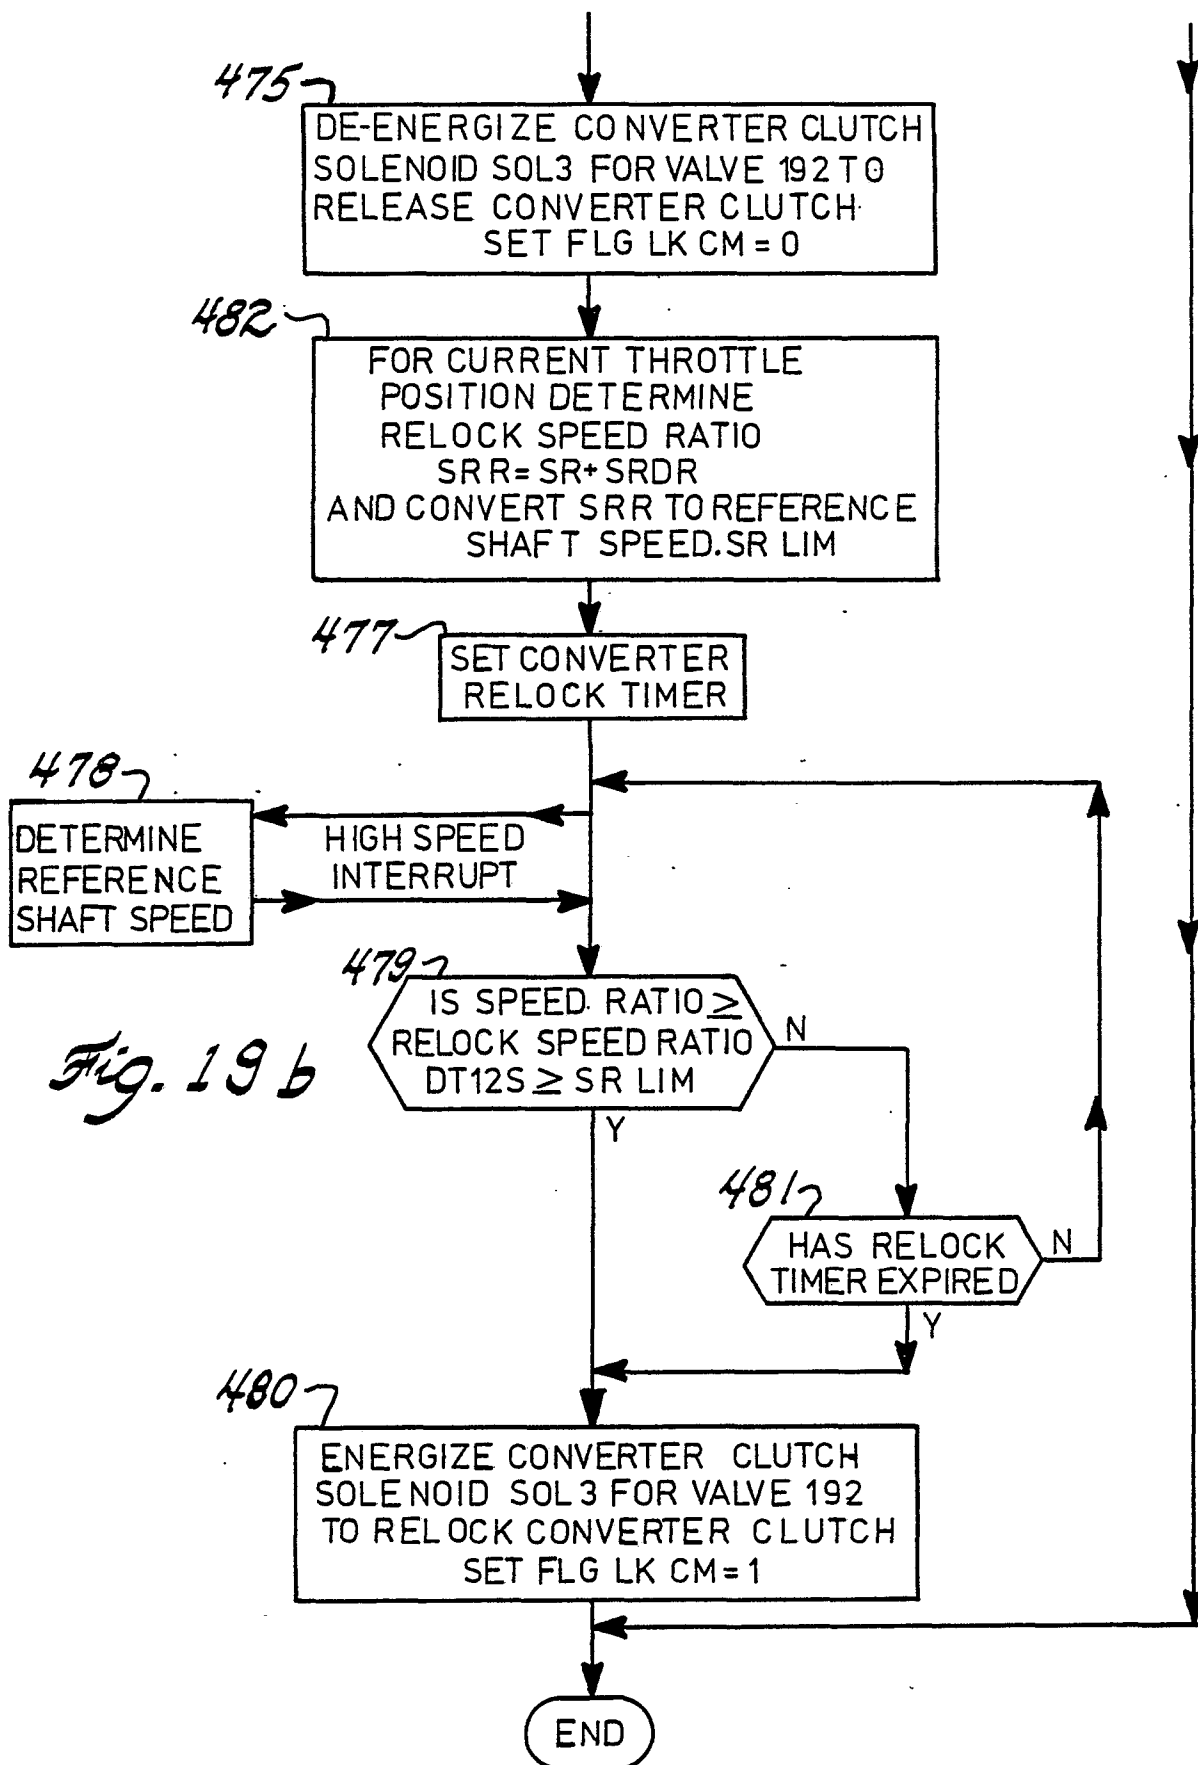 475
DE-ENERGIZE CONVERTER CLUTCH
SOLENOID SOL3 FOR VALVE 192 TO
RELEASE CONVERTER CLUTCH
SET FLG LK CM = 0
482
FOR CURRENT THROTTLE
POSITION DETERMINE
RELOCK SPEED RATIO
SRR = SR + SRDR
AND CONVERT SRR TO REFERENCE
SHAFT SPEED.SR LIM
477
SET CONVERTER
RELOCK TIMER
478
DETERMINE
REFERENCE
SHAFT SPEED
HIGH SPEED
INTERRUPT
479
IS SPEED RATIO ≥
RELOCK SPEED RATIO
DT12S ≥ SR LIM
N
Y
Fig. 19b
481
HAS RELOCK
TIMER EXPIRED
N
Y
480
ENERGIZE CONVERTER CLUTCH
SOLENOID SOL3 FOR VALVE 192
TO RELOCK CONVERTER CLUTCH
SET FLG LK CM = 1
END